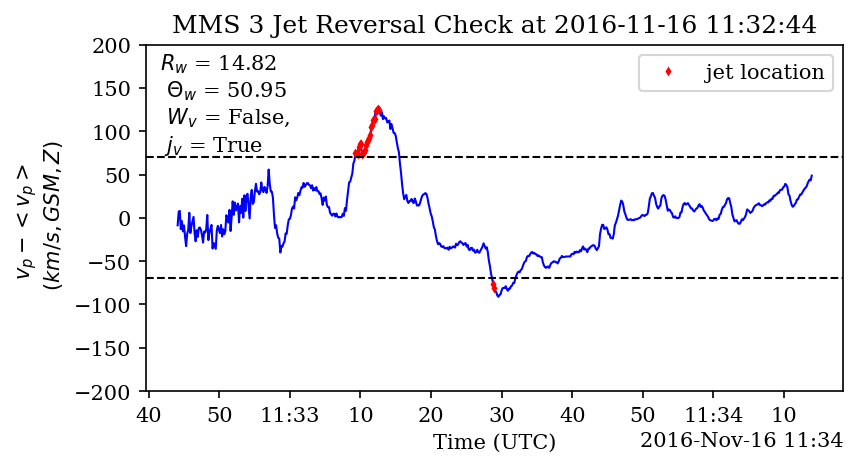 MMS 3 Jet Reversal Check at 2016-11-16 11:32:44
R_w = 14.82
Θ_w = 50.95
W_v = False,
j_v = True
jet location
200
150
100
50
0
−50
−100
−150
−200
v_p − < v_p >
(km/s, GSM, Z)
40 50 11:33 10 20 30 40 50 11:34 10
Time (UTC)
2016-Nov-16 11:34